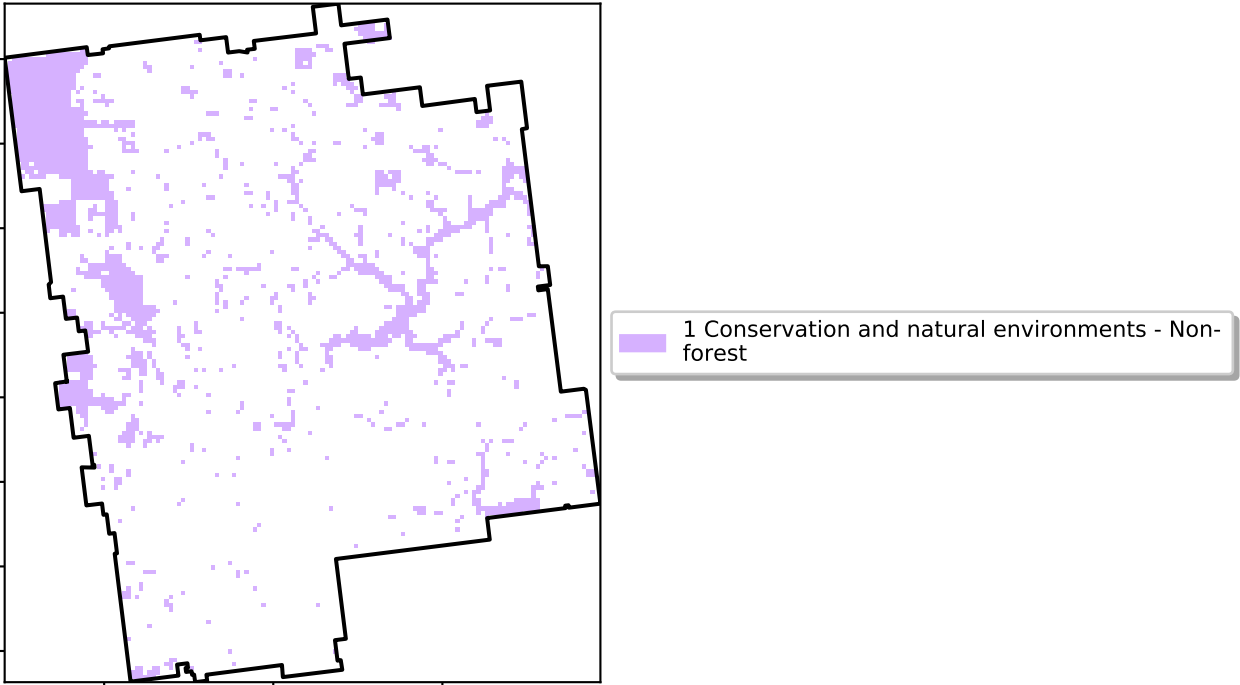 1 Conservation and natural environments - Non-
forest